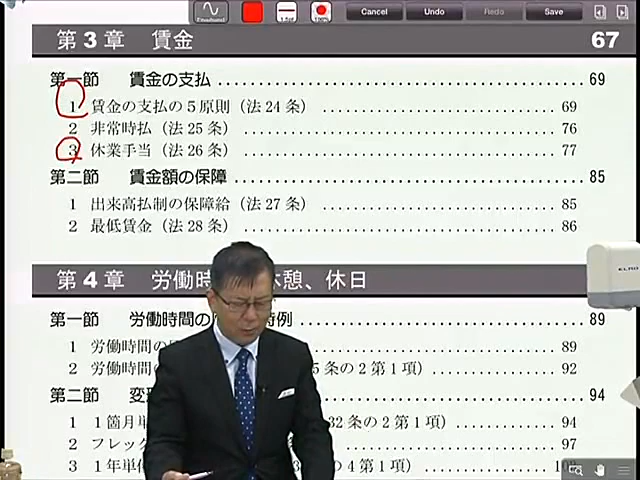 Cancel Undo Redo Save
第3章 賃金 67
第一節 賃金の支払 69
1 賃金の支払の5原則（法24条） 69
2 非常時払（法25条） 76
3 休業手当（法26条） 77
第二節 賃金額の保障 85
1 出来高払制の保障給（法27条） 85
2 最低賃金（法28条） 86
第4章 労働時 休憩、休日
第一節 労働時間の 特例 89
1 労働時間の 89
2 労働時 5条の2第1項） 92
第二節 変形 94
1 1箇月単 32条の2第1項） 94
2 フレッ 97
3 1年単位 の4第1項）
ELMO